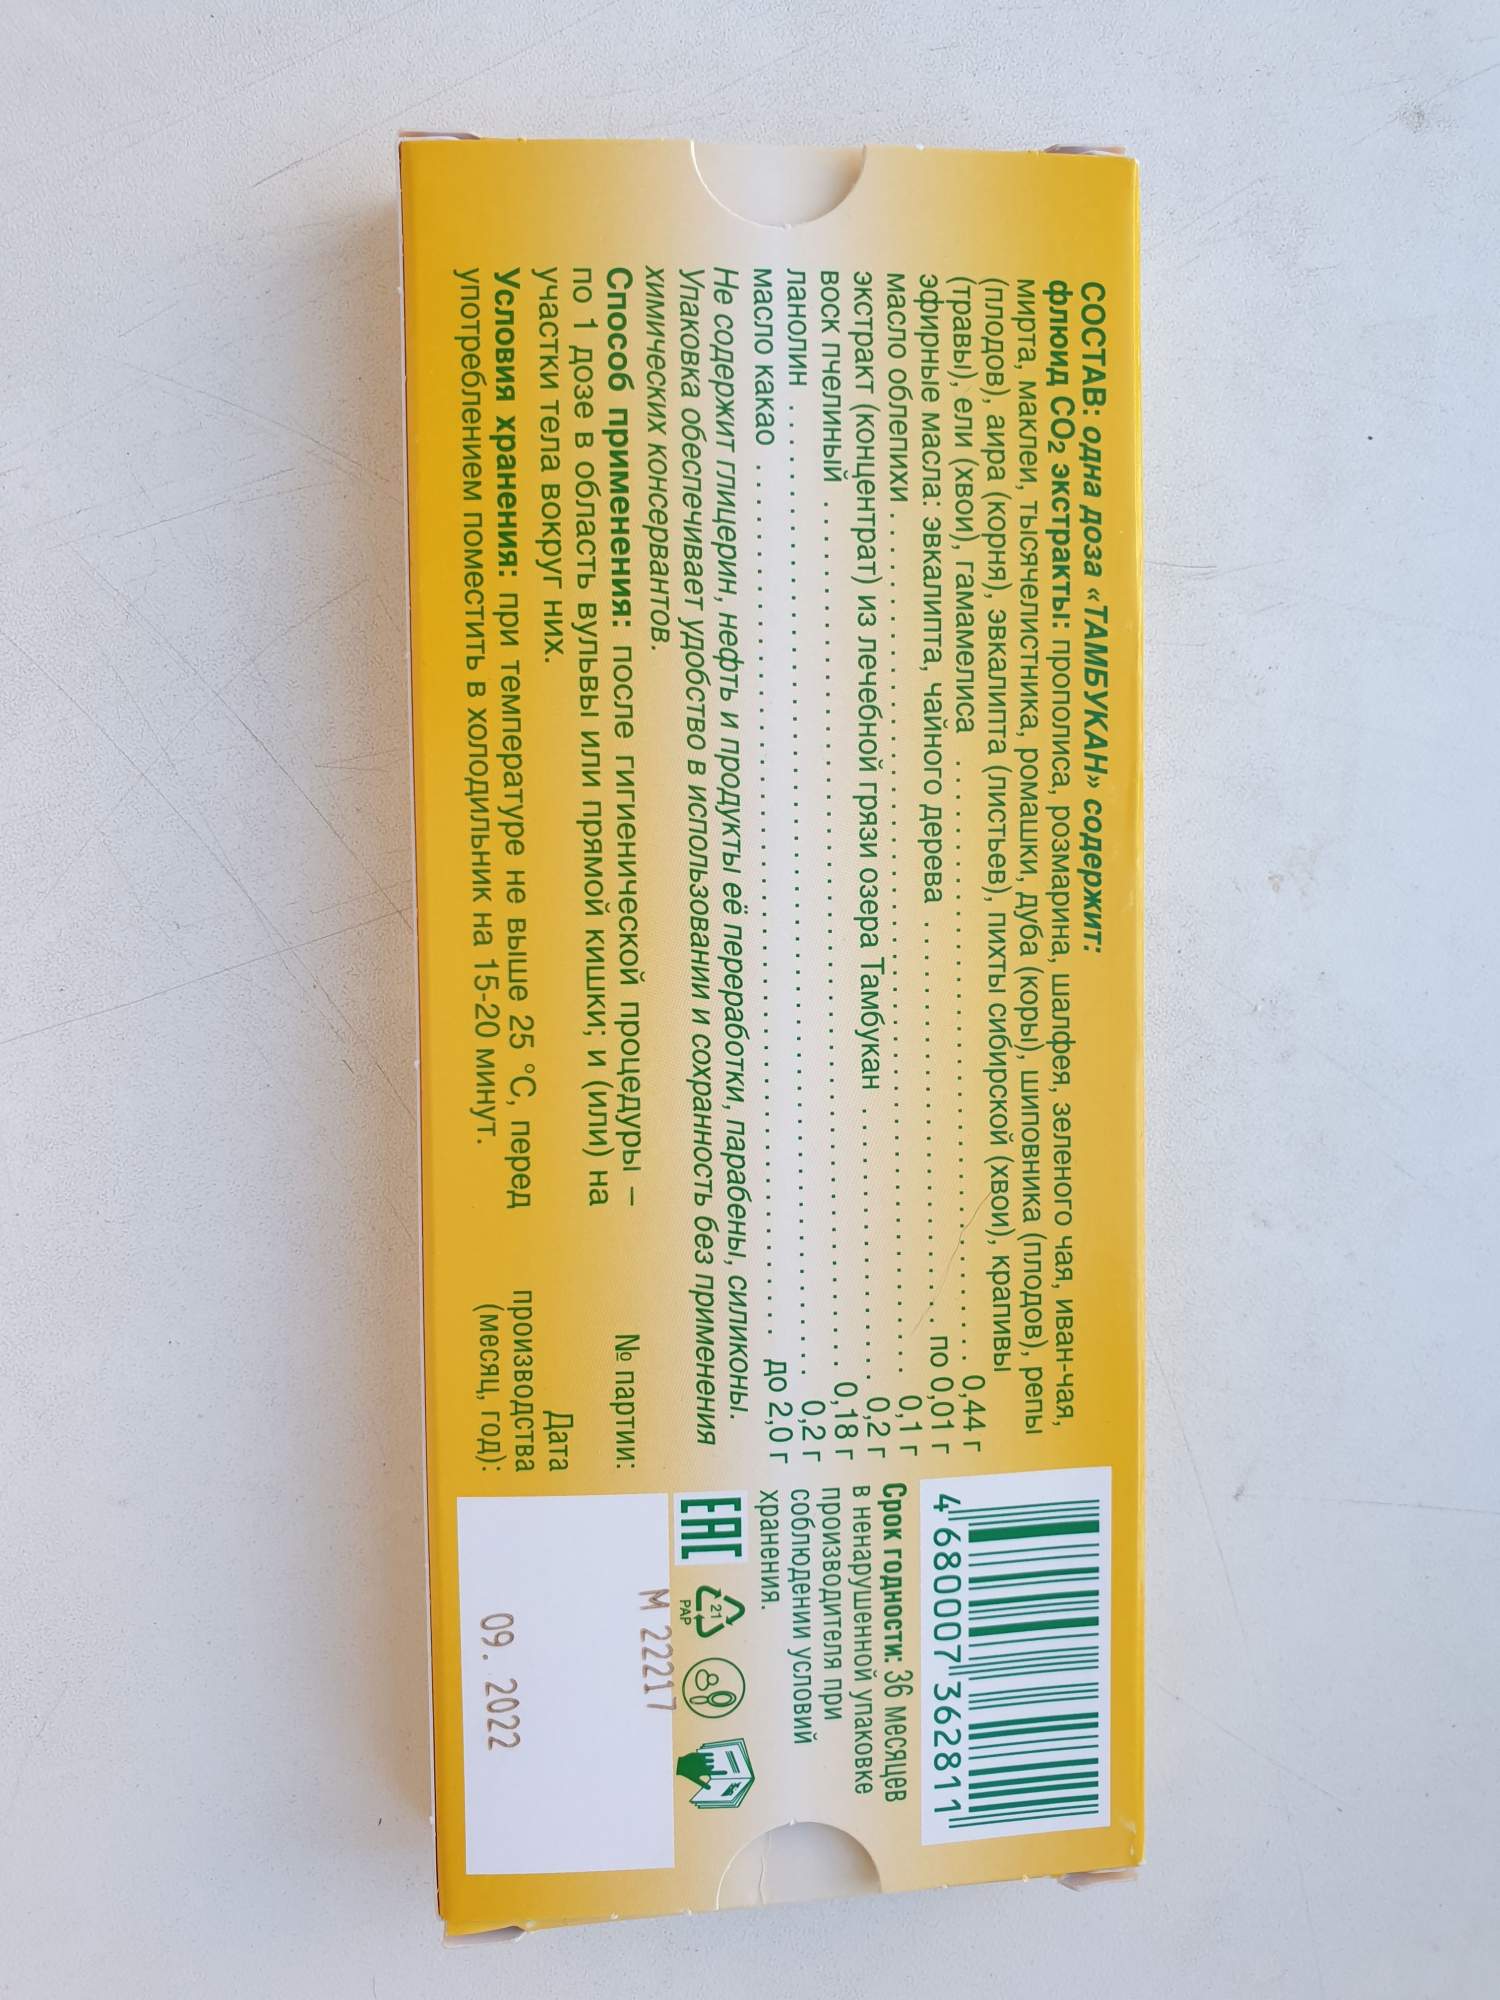 СОСТАВ: одна доза «ТАМБУКАН» содержит:
флюид СО2 экстракты: прополиса, розмарина, шалфея, зеленого чая, иван-чая,
мирта, маклеи, тысячелистника, ромашки, дуба (коры), шиповника (плодов), репы
(плодов), аира (корня), эвкалипта (листьев), пихты сибирской (хвои), крапивы
(травы), ели (хвои), гамамелиса . . . . . . . . . . . . . . . . . . . . 0,44 г
эфирные масла: эвкалипта, чайного дерева . . . . . . . . . . . . . . . . . . . . по 0,01 г
масло облепихи . . . . . . . . . . . . . . . . . . . . 0,1 г
экстракт (концентрат) из лечебной грязи озера Тамбукан . . . . . . . . . . . . . . 0,2 г
воск пчелиный . . . . . . . . . . . . . . . . . . . . 0,18 г
ланолин . . . . . . . . . . . . . . . . . . . . 0,2 г
масло какао . . . . . . . . . . . . . . . . . . . . до 2,0 г
Не содержит глицерин, нефть и продукты её переработки, парабены, силиконы.
Упаковка обеспечивает удобство в использовании и сохранность без применения
химических консервантов.
Способ применения: после гигиенической процедуры –
по 1 дозе в область вульвы или прямой кишки; и (или) на
участки тела вокруг них.
Условия хранения: при температуре не выше 25 °С, перед
употреблением поместить в холодильник на 15-20 минут.
4 680007 362811
Срок годности: 36 месяцев
в ненарушенной упаковке
производителя при
соблюдении условий
хранения.
EAC
21
PAP
№ партии:
М 22217
Дата
производства
(месяц, год):
09. 2022